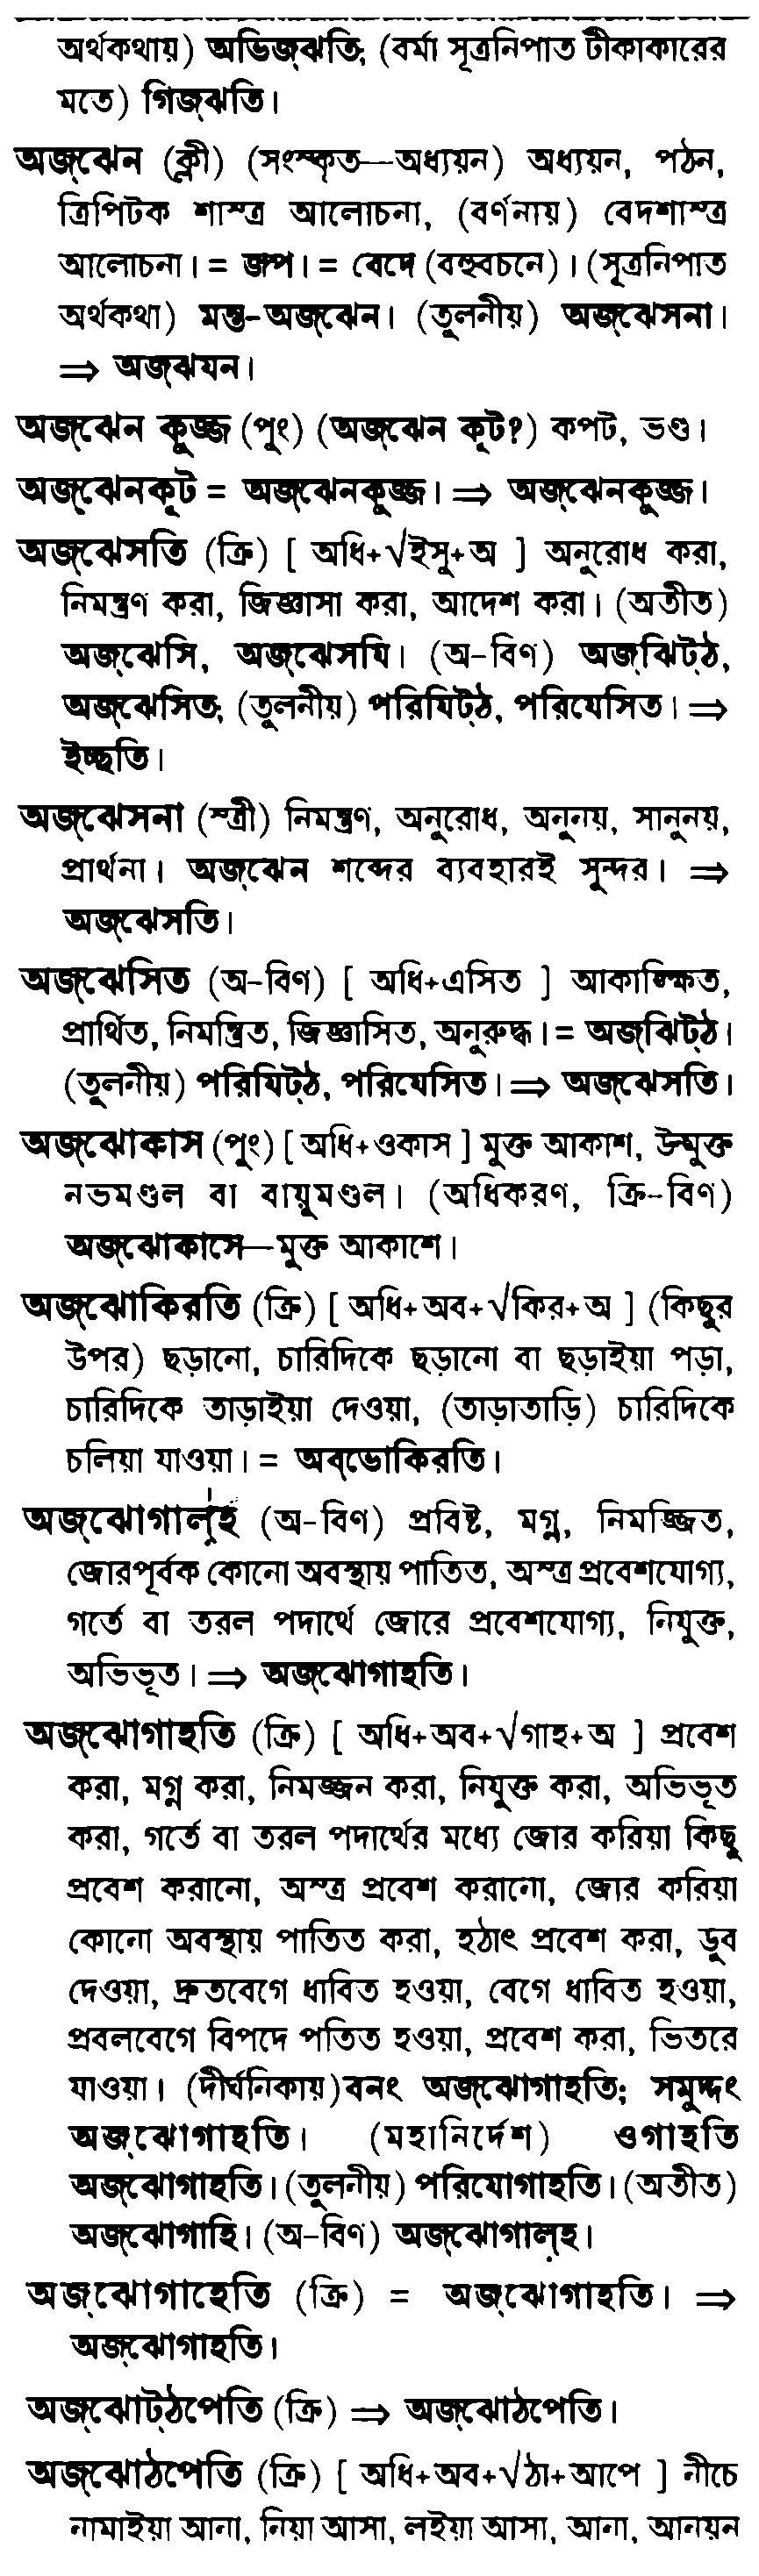 অর্থকথায়) অভিজ্‌ঝতি; (বর্মা সূত্রনিপাত টীকাকারের
মতে) গিজ্‌ঝতি।
অজ্‌ঝেন (ক্লী) (সংস্কৃত—অধ্যয়ন) অধ্যয়ন, পঠন,
ত্রিপিটক শাস্ত্র আলোচনা, (বর্ণনায়) বেদশাস্ত্র
আলোচনা। = জপ। = বেদে (বহুবচনে)। (সূত্রনিপাত
অর্থকথা) মন্ত-অজ্‌ঝেন। (তুলনীয়) অজ্‌ঝেসনা।
⇒ অজ্‌ঝযন।
অজ্‌ঝেন কুজ্জ (পুং) (অজ্‌ঝেন কূট?) কপট, ভণ্ড।
অজ্‌ঝেনকূট = অজ্‌ঝেনকুজ্জ। ⇒ অজ্‌ঝেনকুজ্জ।
অজ্‌ঝেসতি (ক্রি) [ অধি+√ইসু+অ ] অনুরোধ করা,
নিমন্ত্রণ করা, জিজ্ঞাসা করা, আদেশ করা। (অতীত)
অজ্‌ঝেসি, অজ্‌ঝেসযি। (অ-বিণ) অজ্‌ঝিট্‌ঠ,
অজ্‌ঝেসিত; (তুলনীয়) পরিযিট্‌ঠ, পরিযেসিত। ⇒
ইচ্ছতি।
অজ্‌ঝেসনা (স্ত্রী) নিমন্ত্রণ, অনুরোধ, অনুনয়, সানুনয়,
প্রার্থনা। অজ্‌ঝেন শব্দের ব্যবহারই সুন্দর। ⇒
অজ্‌ঝেসতি।
অজ্‌ঝেসিত (অ-বিণ) [ অধি+এসিত ] আকাঙ্ক্ষিত,
প্রার্থিত, নিমন্ত্রিত, জিজ্ঞাসিত, অনুরুদ্ধ। = অজ্‌ঝিট্‌ঠ।
(তুলনীয়) পরিযিট্‌ঠ, পরিযেসিত। ⇒ অজ্‌ঝেসতি।
অজ্‌ঝোকাস (পুং) [ অধি+ওকাস ] মুক্ত আকাশ, উন্মুক্ত
নভমণ্ডল বা বায়ুমণ্ডল। (অধিকরণ, ক্রি-বিণ)
অজ্‌ঝোকাসে—মুক্ত আকাশে।
অজ্‌ঝোকিরতি (ক্রি) [ অধি+অব+√কির+অ ] (কিছুর
উপর) ছড়ানো, চারিদিকে ছড়ানো বা ছড়াইয়া পড়া,
চারিদিকে তাড়াইয়া দেওয়া, (তাড়াতাড়ি) চারিদিকে
চলিয়া যাওয়া। = অব্‌ভোকিরতি।
অজ্‌ঝোগাল্‌হ (অ-বিণ) প্রবিষ্ট, মগ্ন, নিমজ্জিত,
জোরপূর্বক কোনো অবস্থায় পাতিত, অস্ত্র প্রবেশযোগ্য,
গর্তে বা তরল পদার্থে জোরে প্রবেশযোগ্য, নিযুক্ত,
অভিভূত। ⇒ অজ্‌ঝোগাহতি।
অজ্‌ঝোগাহতি (ক্রি) [ অধি+অব+√গাহ+অ ] প্রবেশ
করা, মগ্ন করা, নিমজ্জন করা, নিযুক্ত করা, অভিভূত
করা, গর্তে বা তরল পদার্থের মধ্যে জোর করিয়া কিছু
প্রবেশ করানো, অস্ত্র প্রবেশ করানো, জোর করিয়া
কোনো অবস্থায় পাতিত করা, হঠাৎ প্রবেশ করা, ডুব
দেওয়া, দ্রুতবেগে ধাবিত হওয়া, বেগে ধাবিত হওয়া,
প্রবলবেগে বিপদে পতিত হওয়া, প্রবেশ করা, ভিতরে
যাওয়া। (দীর্ঘনিকায়) বনং অজ্‌ঝোগাহতি; সমুদ্দং
অজ্‌ঝোগাহতি। (মহানির্দেশ) ওগাহতি
অজ্‌ঝোগাহতি। (তুলনীয়) পরিযোগাহতি। (অতীত)
অজ্‌ঝোগাহি। (অ-বিণ) অজ্‌ঝোগাল্‌হ।
অজ্‌ঝোগাহেতি (ক্রি) = অজ্‌ঝোগাহতি। ⇒
অজ্‌ঝোগাহতি।
অজ্‌ঝোট্‌ঠপেতি (ক্রি) ⇒ অজ্‌ঝোঠপেতি।
অজ্‌ঝোঠপেতি (ক্রি) [ অধি+অব+√ঠা+আপে ] নীচে
নামাইয়া আনা, নিয়া আসা, লইয়া আসা, আনা, আনয়ন